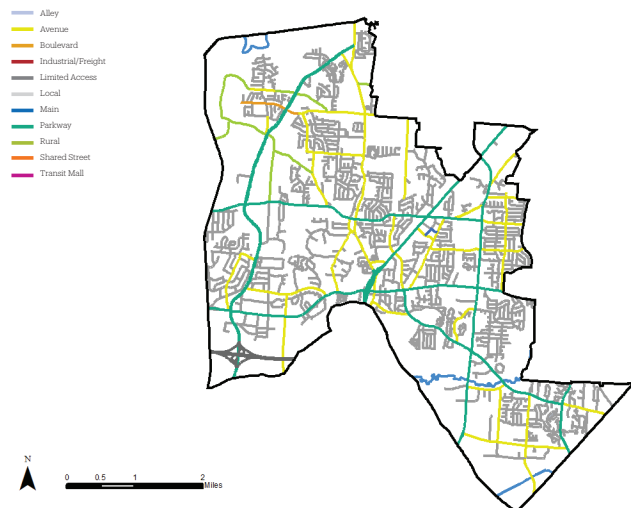 Alley
Avenue
Boulevard
Industrial/Freight
Limited Access
Local
Main
Parkway
Rural
Shared Street
Transit Mall
N
0 0.5 1 2
Miles